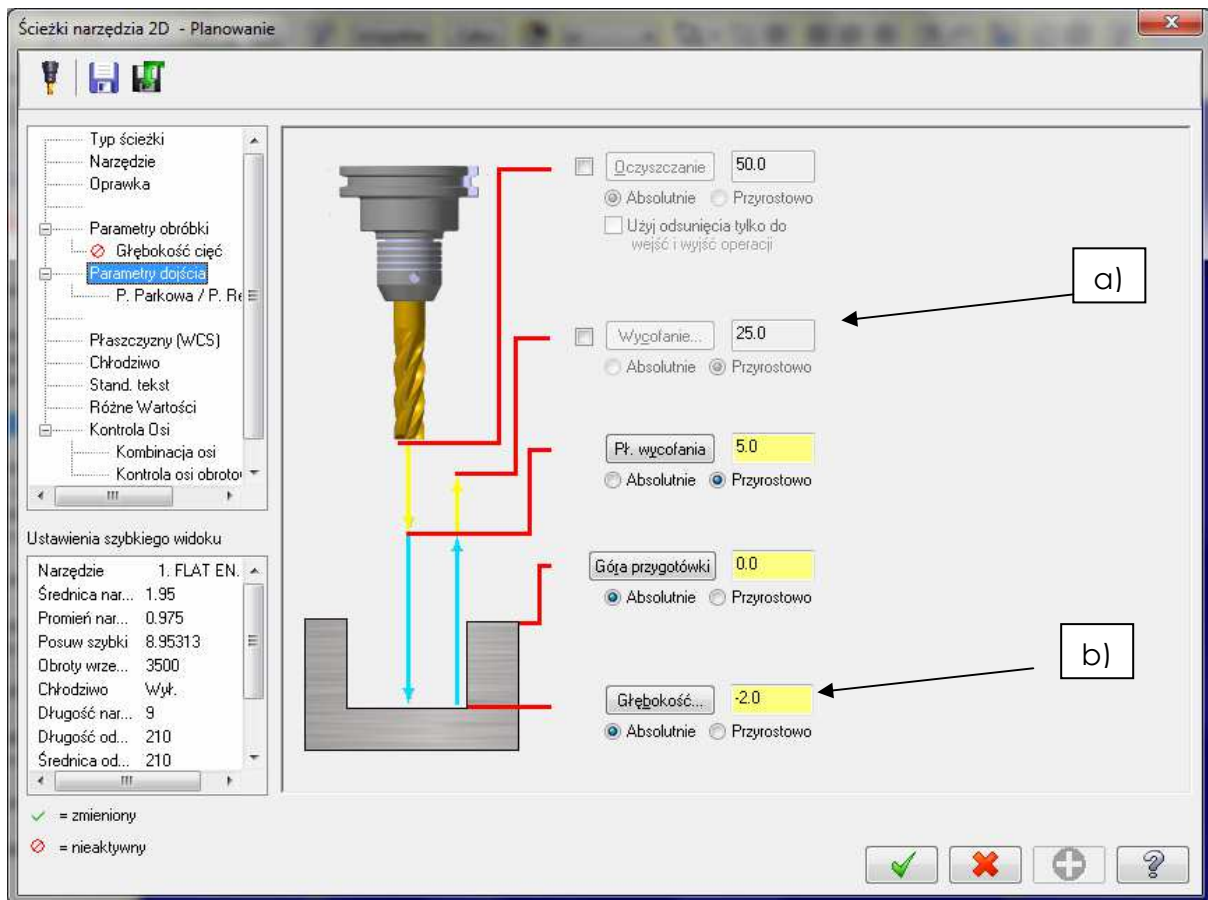 Ścieżki narzędzia 2D - Planowanie
Typ ścieżki
Narzędzie
Oprawka
Parametry obróbki
Głębokość cięć
Parametry dojścia
P. Parkowa / P. Re
Płaszczyzny (WCS)
Chłodziwo
Stand. tekst
Różne Wartości
Kontrola Osi
Kombinacja osi
Kontrola osi obroto
Ustawienia szybkiego widoku
Narzędzie 1. FLAT EN.
Średnica nar... 1.95
Promień nar... 0.975
Posuw szybki 8.95313
Obroty wrze... 3500
Chłodziwo Wył.
Długość nar... 9
Długość od... 210
Średnica od... 210
= zmieniony
= nieaktywny
Oczyszczanie 50.0
Absolutnie Przyrostowo
Użyj odsunięcia tylko do
wejść i wyjść operacji
a)
Wycofanie... 25.0
Absolutnie Przyrostowo
Pł. wycofania 5.0
Absolutnie Przyrostowo
Góra przygotówki 0.0
Absolutnie Przyrostowo
b)
Głębokość... -2.0
Absolutnie Przyrostowo